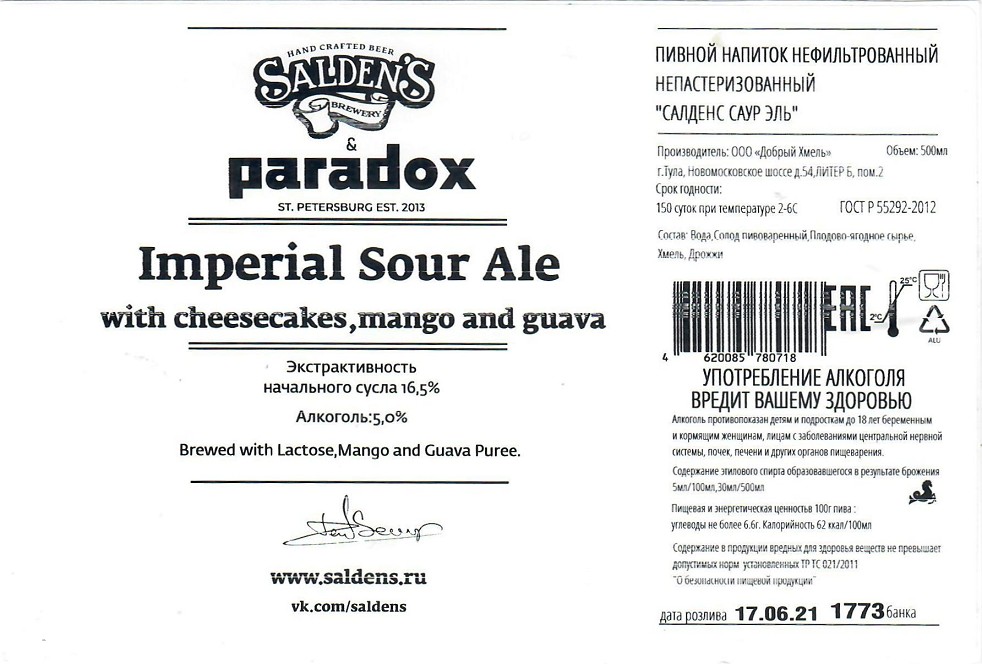 HAND CRAFTED BEER
SALDEN'S
BREWERY
&
paradox
ST. PETERSBURG EST. 2013
Imperial Sour Ale
with cheesecakes,mango and guava
Экстрактивность
начального сусла 16,5%
Алкоголь:5,0%
Brewed with Lactose,Mango and Guava Puree.
www.saldens.ru
vk.com/saldens
ПИВНОЙ НАПИТОК НЕФИЛЬТРОВАННЫЙ
НЕПАСТЕРИЗОВАННЫЙ
"САЛДЕНС САУР ЭЛЬ"
Производитель: ООО «Добрый Хмель» Объем: 500мл
г.Тула, Новомосковское шоссе д.54,ЛИТЕР Б, пом.2
Срок годности:
150 суток при температуре 2-6С ГОСТ Р 55292-2012
Состав: Вода,Солод пивоваренный,Плодово-ягодное сырье,
Хмель, Дрожжи
EAC
25°C
2°C
ALU
4 620085 780718
УПОТРЕБЛЕНИЕ АЛКОГОЛЯ
ВРЕДИТ ВАШЕМУ ЗДОРОВЬЮ
Алкоголь противопоказан детям и подросткам до 18 лет беременным
и кормящим женщинам, лицам с заболеваниями центральной нервной
системы, почек, печени и других органов пищеварения.
Содержание этилового спирта образовавшегося в результате брожения
5мл/100мл,30мл/500мл
Пищевая и энергетическая ценностьв 100г пива :
углеводы не более 6.6г. Калорийность 62 ккал/100мл
Содержание в продукции вредных для здоровья веществ не превышает
допустимых норм установленных ТР ТС 021/2011
"О безопасности пищевой продукции"
дата розлива 17.06.21 1773 банка